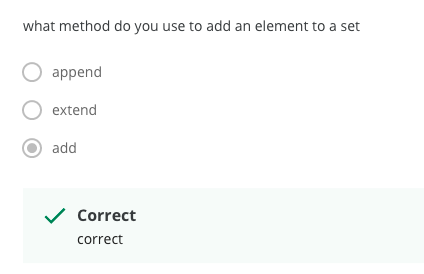 what method do you use to add an element to a set
append
extend
add
Correct
correct